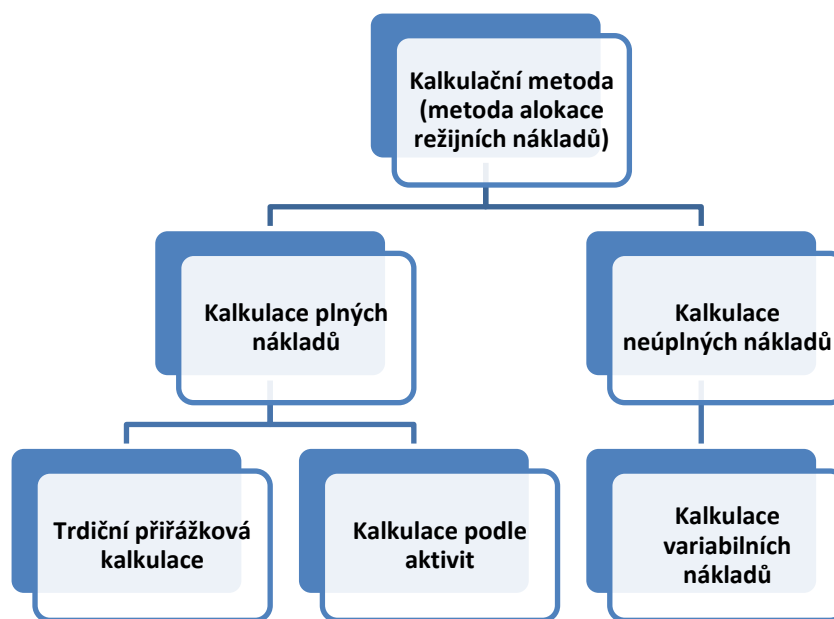 Kalkulační metoda
(metoda alokace
režijních nákladů)
Kalkulace plných
nákladů
Kalkulace
neúplných nákladů
Trdiční přiřážková
kalkulace
Kalkulace podle
aktivit
Kalkulace
variabilních
nákladů